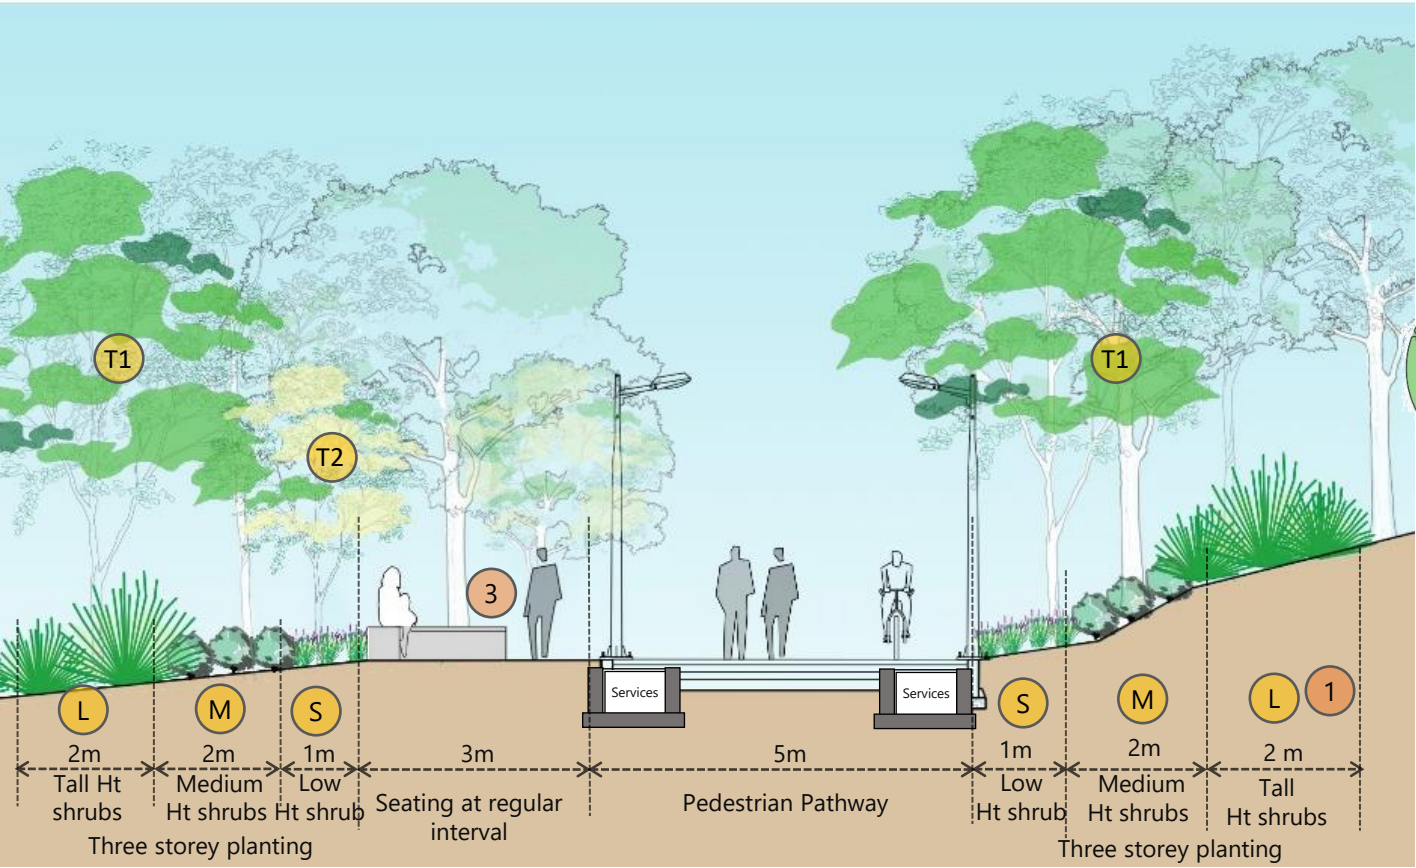 T1
T1
T2
3
Services
Services
L
M
S
S
M
L
1
2m
2m
1m
3m
5m
1m
2m
2 m
Tall Ht
shrubs
Medium
Ht shrubs
Low
Ht shrub
Seating at regular
interval
Pedestrian Pathway
Low
Ht shrub
Medium
Ht shrubs
Tall
Ht shrubs
Three storey planting
Three storey planting